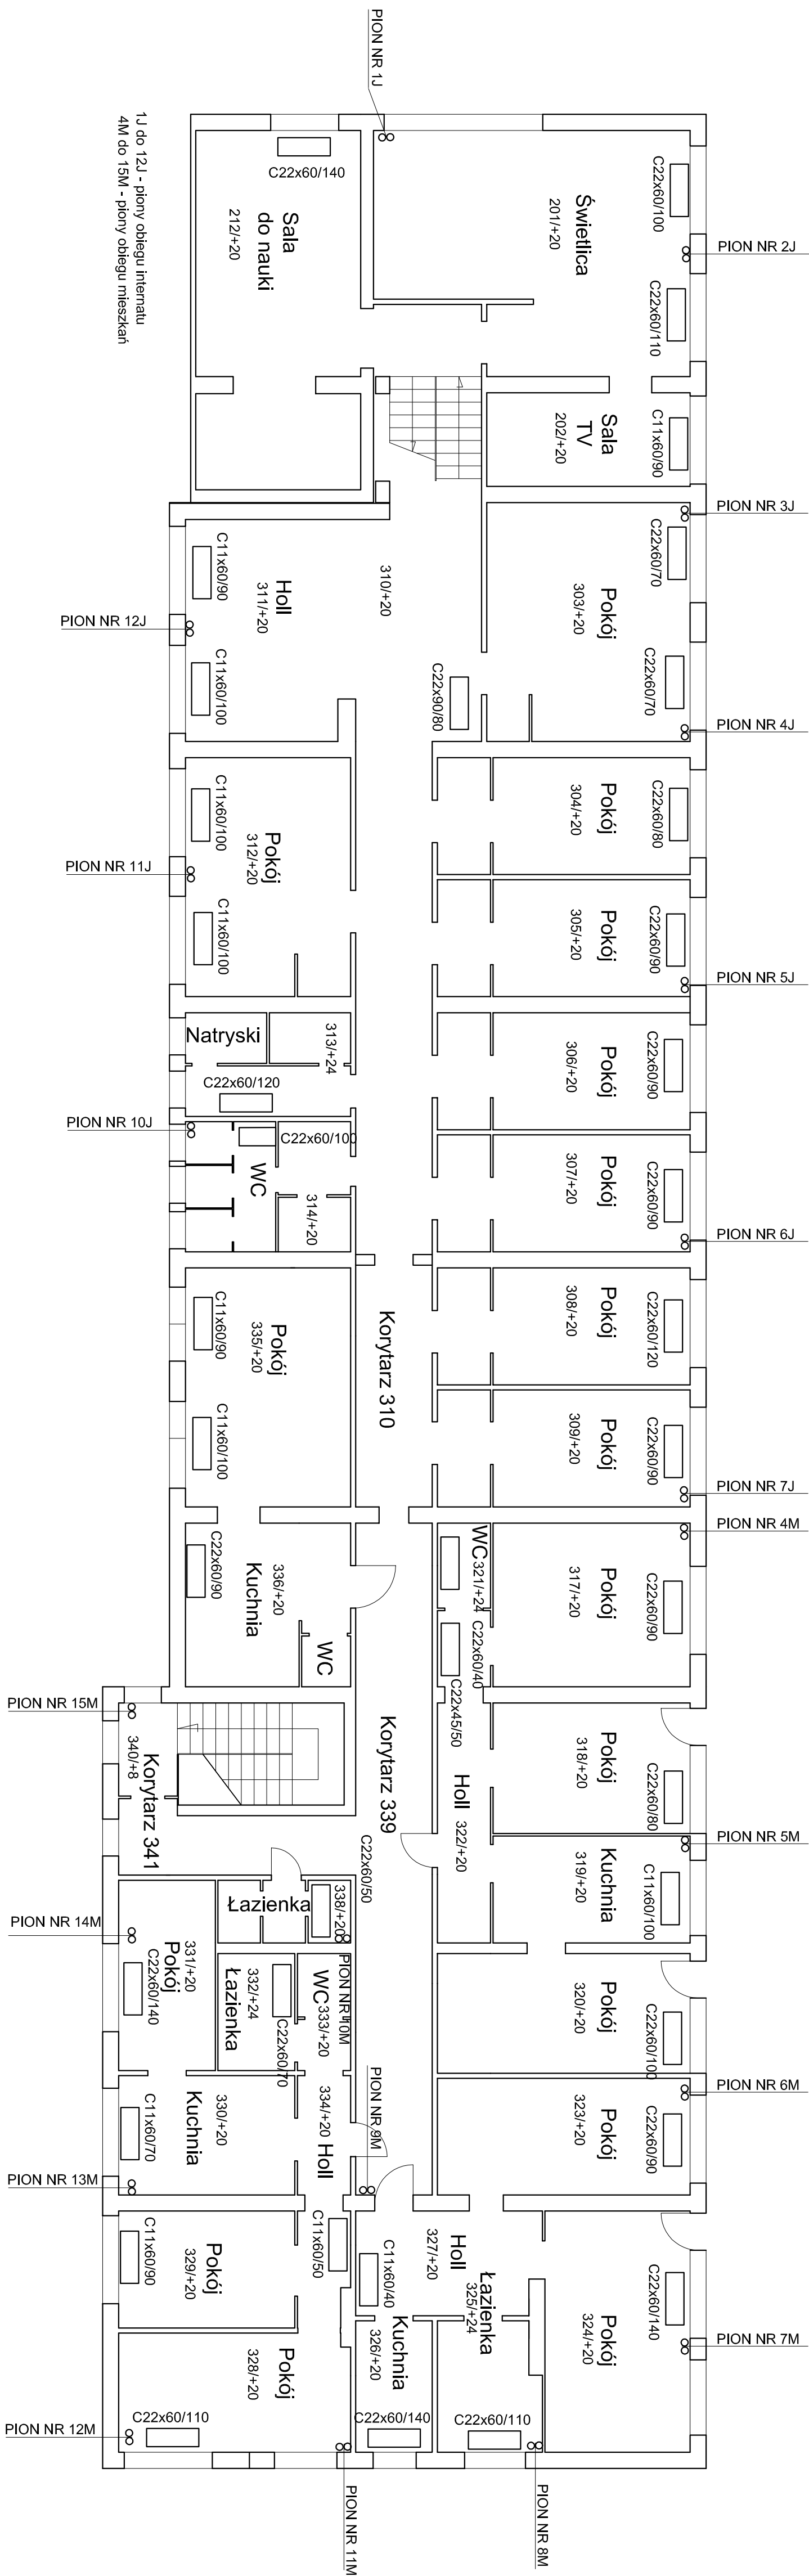 PION NR 1J
1J do 12J - piony obiegu internatu
4M do 15M - piony obiegu mieszkań
C22x60/140
Sala
do nauki
212/+20
Świetlica
201/+20
C22x60/100
PION NR 2J
C22x60/110
Sala
TV
202/+20
C11x60/90
PION NR 3J
C22x60/70
Pokój
303/+20
C22x60/70
PION NR 4J
310/+20
C22x90/80
C11x60/90
Holl
311/+20
PION NR 12J
C11x60/100
Pokój
304/+20
C22x60/80
C11x60/100
Pokój
312/+20
PION NR 11J
C11x60/100
Pokój
305/+20
C22x60/90
PION NR 5J
Natryski
313/+24
C22x60/120
Pokój
306/+20
C22x60/90
PION NR 10J
C22x60/100
WC
314/+20
Pokój
307/+20
C22x60/90
PION NR 6J
C11x60/90
Pokój
335/+20
C11x60/100
Korytarz 310
Pokój
308/+20
C22x60/120
Pokój
309/+20
C22x60/90
PION NR 7J
PION NR 4M
C22x60/90
Kuchnia
336/+20
WC
WC
321/+24
C22x60/40
C22x45/50
Pokój
317/+20
C22x60/90
PION NR 15M
340/+8
Korytarz 341
Korytarz 339
Holl
322/+20
Pokój
318/+20
C22x60/80
PION NR 5M
Kuchnia
319/+20
C11x60/100
C22x60/50
Łazienka
338/+20
PION NR 14M
331/+20
Pokój
C22x60/140
Łazienka
332/+24
C22x60/70
WC
333/+20
PION NR 10M
Pokój
320/+20
C22x60/100
PION NR 6M
C11x60/70
Kuchnia
330/+20
334/+20
Holl
PION NR 9M
Pokój
323/+20
C22x60/90
PION NR 13M
C11x60/90
Pokój
329/+20
C11x60/50
C11x60/40
Holl
327/+20
Łazienka
325/+24
Pokój
324/+20
C22x60/140
PION NR 7M
Pokój
328/+20
Kuchnia
326/+20
C22x60/110
C22x60/140
C22x60/110
PION NR 12M
PION NR 11M
PION NR 8M